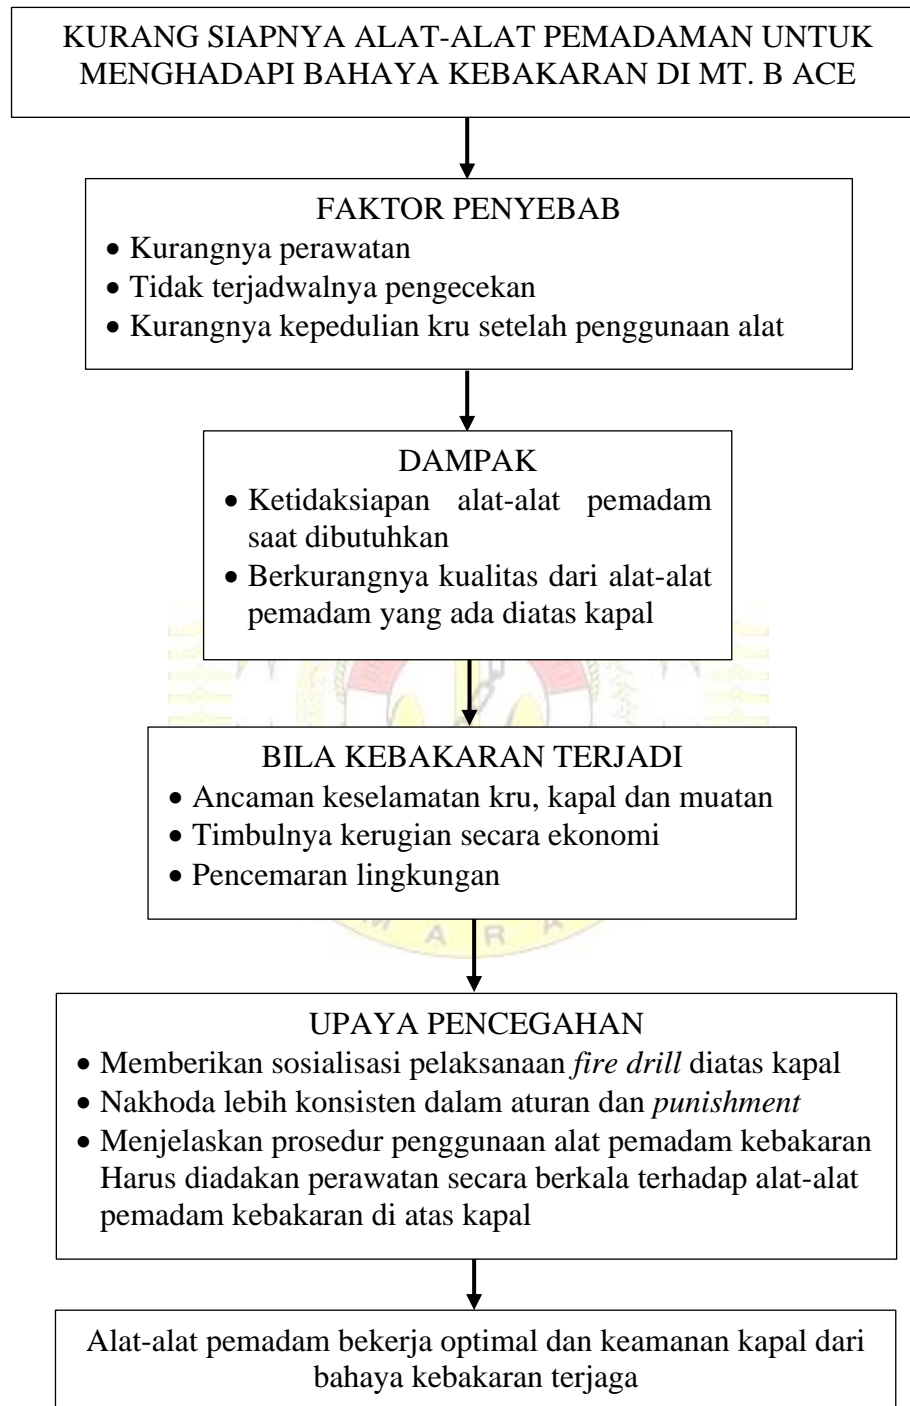 KURANG SIAPNYA ALAT-ALAT PEMADAMAN UNTUK
MENGHADAPI BAHAYA KEBAKARAN DI MT. B ACE
FAKTOR PENYEBAB
• Kurangnya perawatan
• Tidak terjadwalnya pengecekan
• Kurangnya kepedulian kru setelah penggunaan alat
DAMPAK
• Ketidaksiapan alat-alat pemadam
saat dibutuhkan
• Berkurangnya kualitas dari alat-alat
pemadam yang ada diatas kapal
BILA KEBAKARAN TERJADI
• Ancaman keselamatan kru, kapal dan muatan
• Timbulnya kerugian secara ekonomi
• Pencemaran lingkungan
M A R A
UPAYA PENCEGAHAN
• Memberikan sosialisasi pelaksanaan fire drill diatas kapal
• Nakhoda lebih konsisten dalam aturan dan punishment
• Menjelaskan prosedur penggunaan alat pemadam kebakaran
Harus diadakan perawatan secara berkala terhadap alat-alat
pemadam kebakaran di atas kapal
Alat-alat pemadam bekerja optimal dan keamanan kapal dari
bahaya kebakaran terjaga